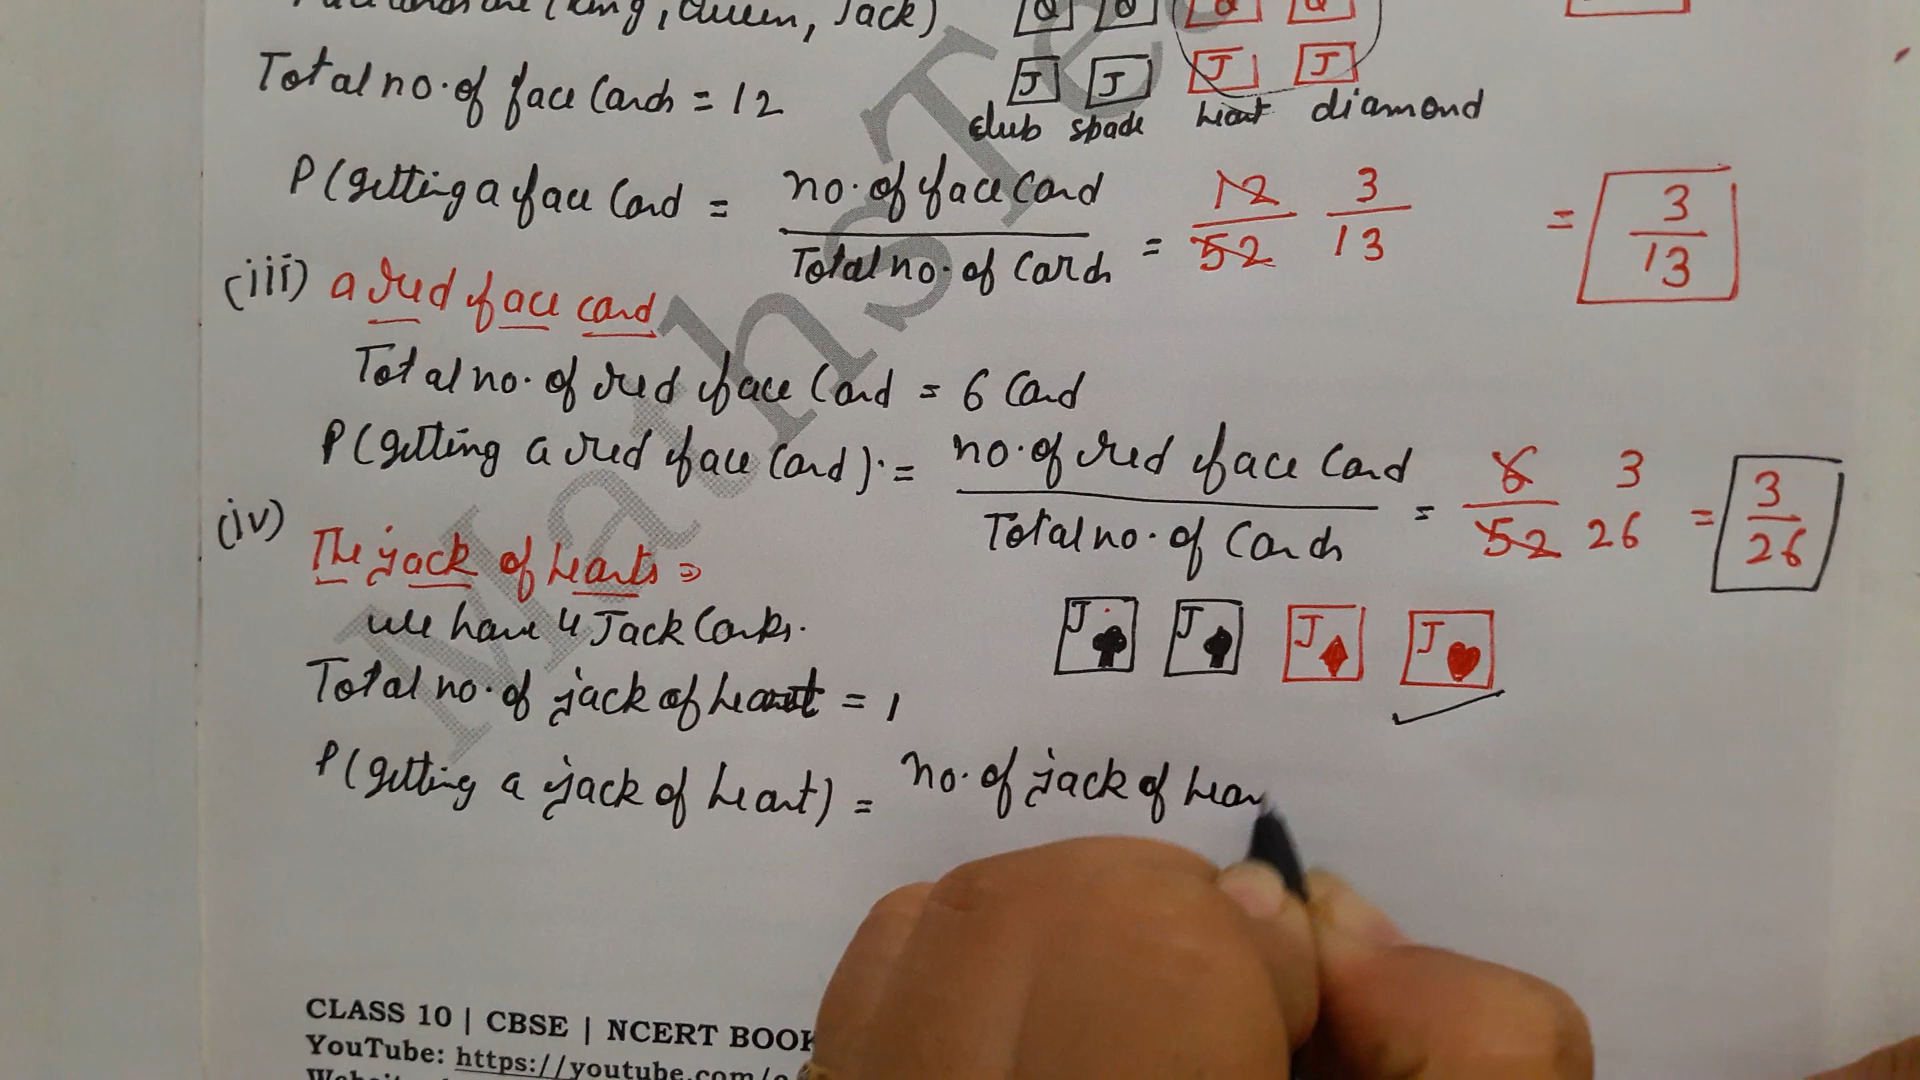 (King, Queen, Jack)
Q Q Q Q
Total no. of face Cards = 12
J J J J
club spade heart diamond
P(getting a face Card = no. of face Card / Total no. of Cards = 12/52 3/13 = 3/13
(iii) a red face card
Total no. of red face Card = 6 Card
P(getting a red face Card). = no. of red face Card / Total no. of Cards = 6/52 3/26 = 3/26
(iv) The jack of hearts ⇒
we have 4 Jack Cards.
J J J J
Total no. of jack of heart = 1
P(getting a jack of heart) = no. of jack of hear
MathsTe
CLASS 10 | CBSE | NCERT BOOK
YouTube: https://youtube.com/